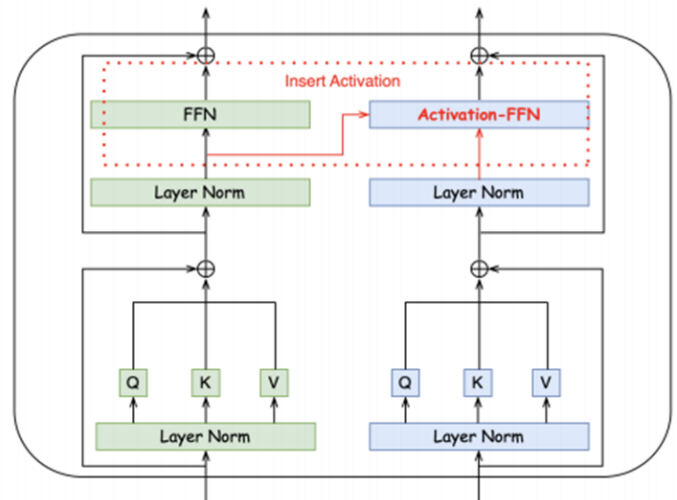 Insert Activation
FFN
Activation-FFN
Layer Norm
Layer Norm
Q
K
V
Q
K
V
Layer Norm
Layer Norm